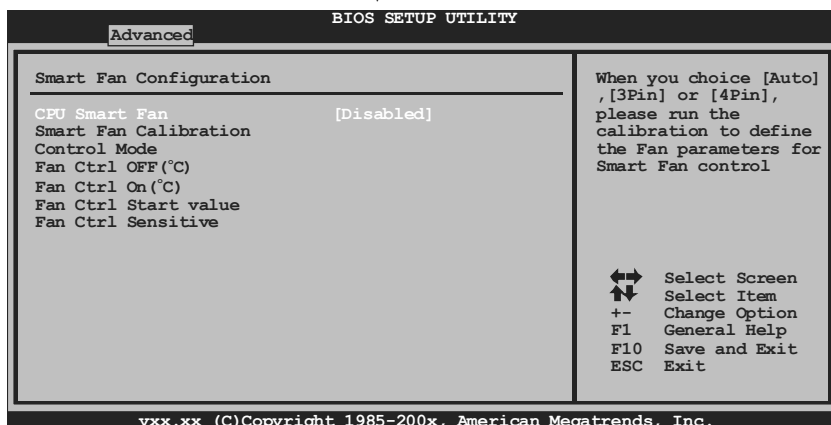 BIOS SETUP UTILITY
Advanced
Smart Fan Configuration
CPU Smart Fan [Disabled]
Smart Fan Calibration
Control Mode
Fan Ctrl OFF(°C)
Fan Ctrl On(°C)
Fan Ctrl Start value
Fan Ctrl Sensitive
When you choice [Auto]
,[3Pin] or [4Pin],
please run the
calibration to define
the Fan parameters for
Smart Fan control
Select Screen
Select Item
+- Change Option
F1 General Help
F10 Save and Exit
ESC Exit
vxx.xx (C)Copyright 1985-200x, American Megatrends, Inc.